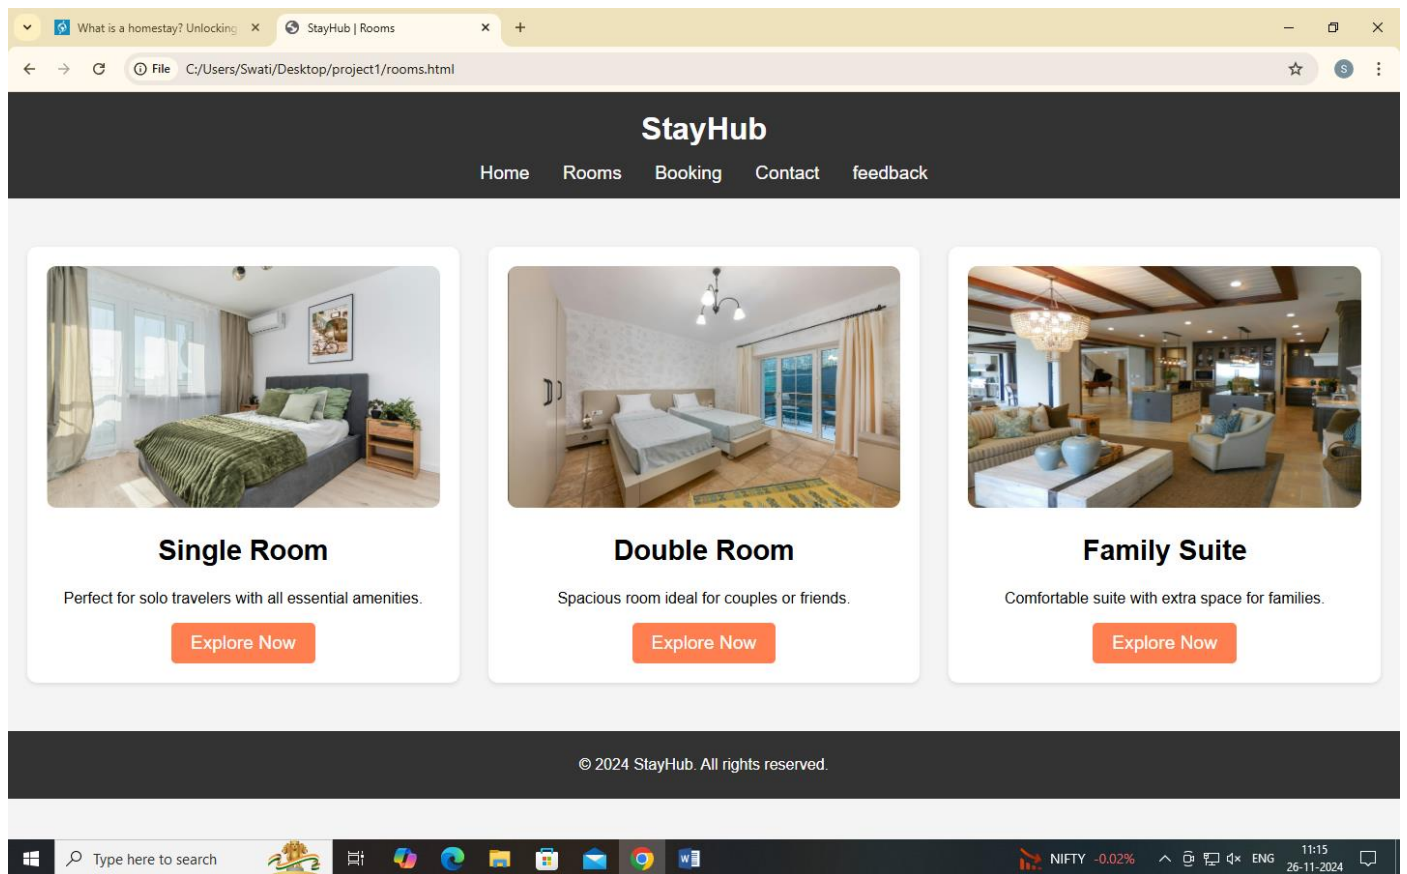 What is a homestay? Unlocking
StayHub | Rooms
File
C:/Users/Swati/Desktop/project1/rooms.html
S
StayHub
Home Rooms Booking Contact feedback
Single Room
Perfect for solo travelers with all essential amenities.
Explore Now
Double Room
Spacious room ideal for couples or friends.
Explore Now
Family Suite
Comfortable suite with extra space for families.
Explore Now
© 2024 StayHub. All rights reserved.
Type here to search
W
NIFTY -0.02%
ENG
11:15
26-11-2024